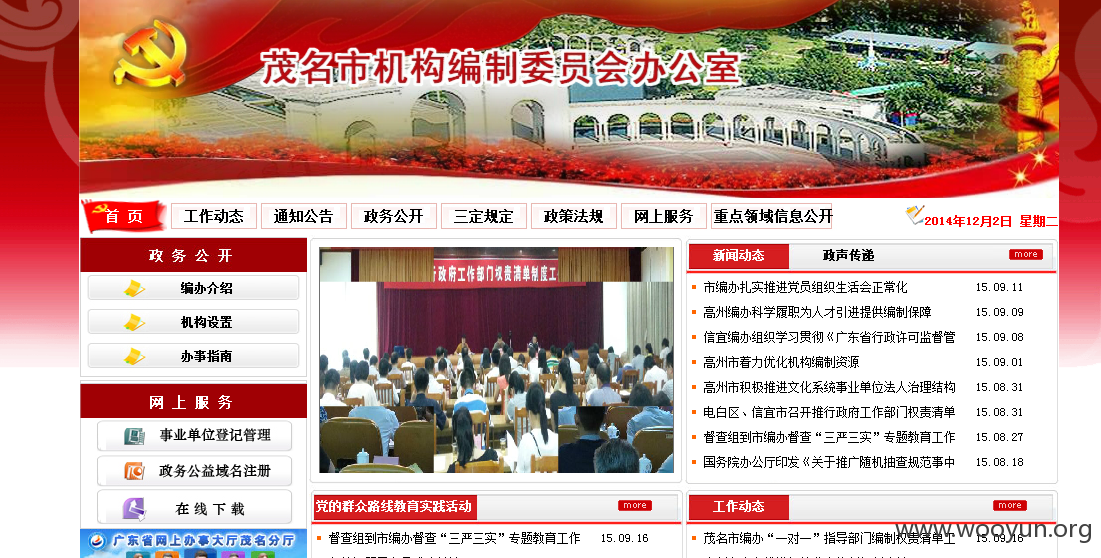 茂名市机构编制委员会办公室
首 页 工作动态 通知公告 政务公开 三定规定 政策法规 网上服务 重点领域信息公开 2014年12月2日 星期二
政 务 公 开
编办介绍
机构设置
办事指南
网 上 服 务
事业单位登记管理
政务公益域名注册
在 线 下 载
广东省网上办事大厅茂名分厅
政府工作部门权责清单制度工
新闻动态 政声传递 more
市编办扎实推进党员组织生活会正常化 15.09.11
高州编办科学履职为人才引进提供编制保障 15.09.09
信宜编办组织学习贯彻《广东省行政许可监督管 15.09.08
高州市着力优化机构编制资源 15.09.01
高州市积极推进文化系统事业单位法人治理结构 15.08.31
电白区、信宜市召开推行政府工作部门权责清单 15.08.31
督查组到市编办督查“三严三实”专题教育工作 15.08.27
国务院办公厅印发《关于推广随机抽查规范事中 15.08.18
党的群众路线教育实践活动 more
督查组到市编办督查“三严三实”专题教育工作 15.09.16
工作动态 more
茂名市编办“一对一”指导部门编制权责清单工 15.09.16
www.wooyun.org